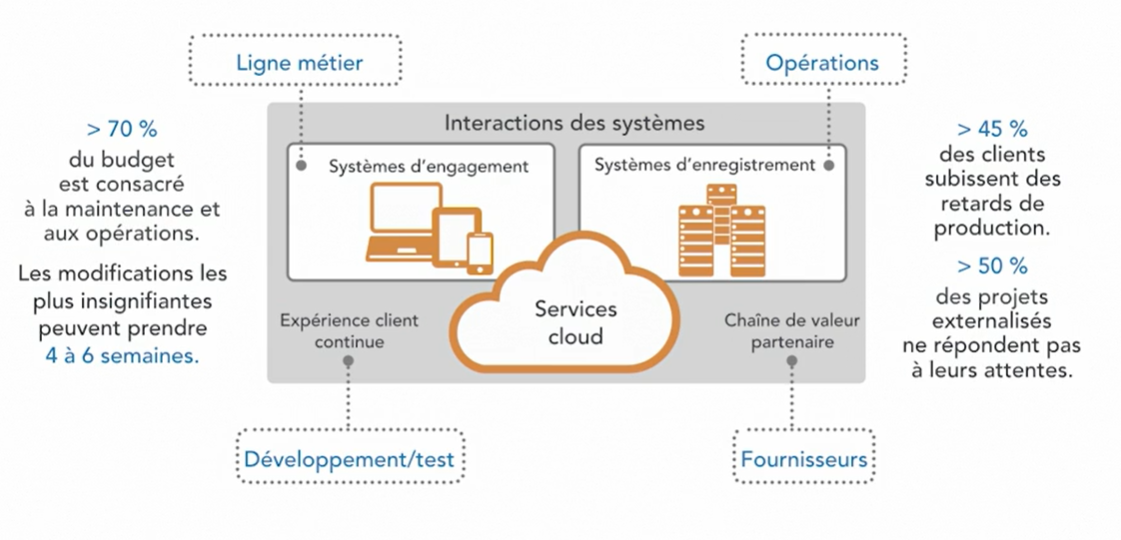 Ligne métier
Opérations
Interactions des systèmes
> 70 %
du budget
est consacré
à la maintenance et
aux opérations.
Les modifications les
plus insignifiantes
peuvent prendre
4 à 6 semaines.
Systèmes d'engagement
Systèmes d'enregistrement
Services
cloud
Expérience client
continue
Chaîne de valeur
partenaire
> 45 %
des clients
subissent des
retards de
production.
> 50 %
des projets
externalisés
ne répondent pas
à leurs attentes.
Développement/test
Fournisseurs